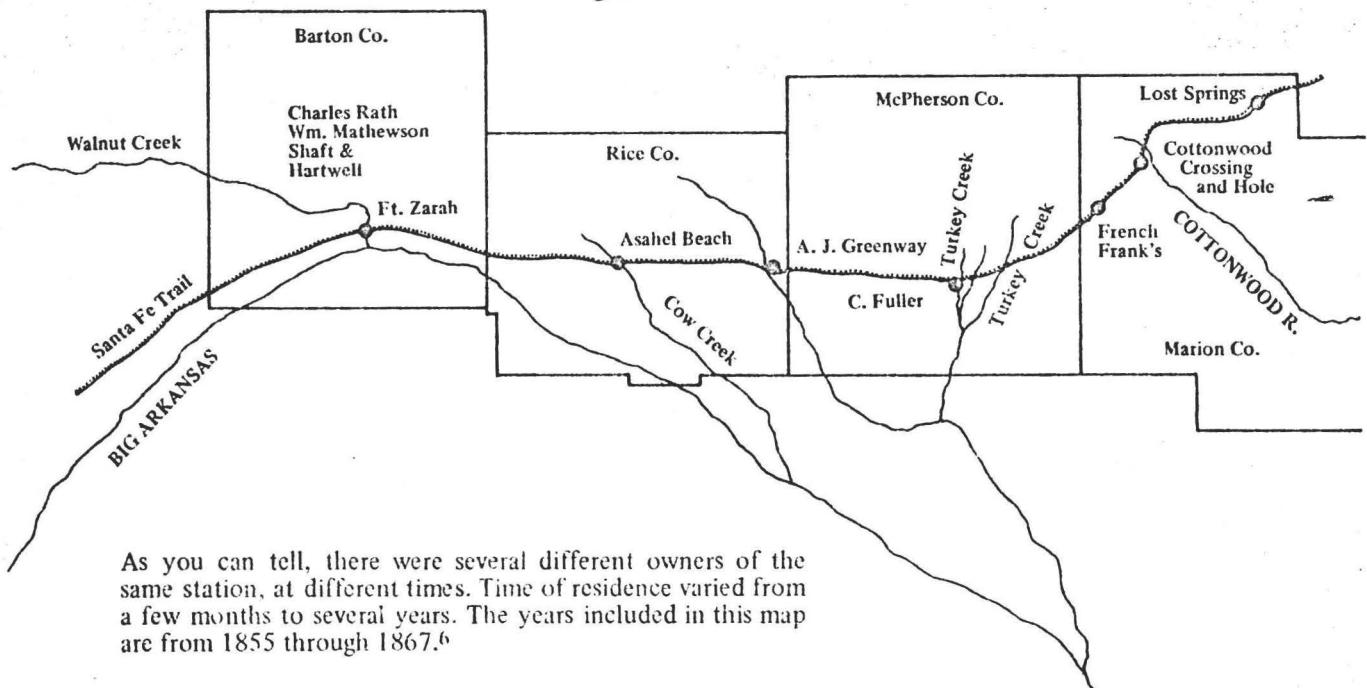 Barton Co.
Charles Rath
Wm. Mathewson
Shaft &
Hartwell
Walnut Creek
Ft. Zarah
Santa Fe Trail
BIG ARKANSAS
Rice Co.
Asahel Beach
Cow Creek
McPherson Co.
A. J. Greenway
C. Fuller
Turkey Creek
Turkey Creek
Lost Springs
Cottonwood
Crossing
and Hole
French
Frank's
COTTONWOOD R.
Marion Co.
As you can tell, there were several different owners of the
same station, at different times. Time of residence varied from
a few months to several years. The years included in this map
are from 1855 through 1867.6